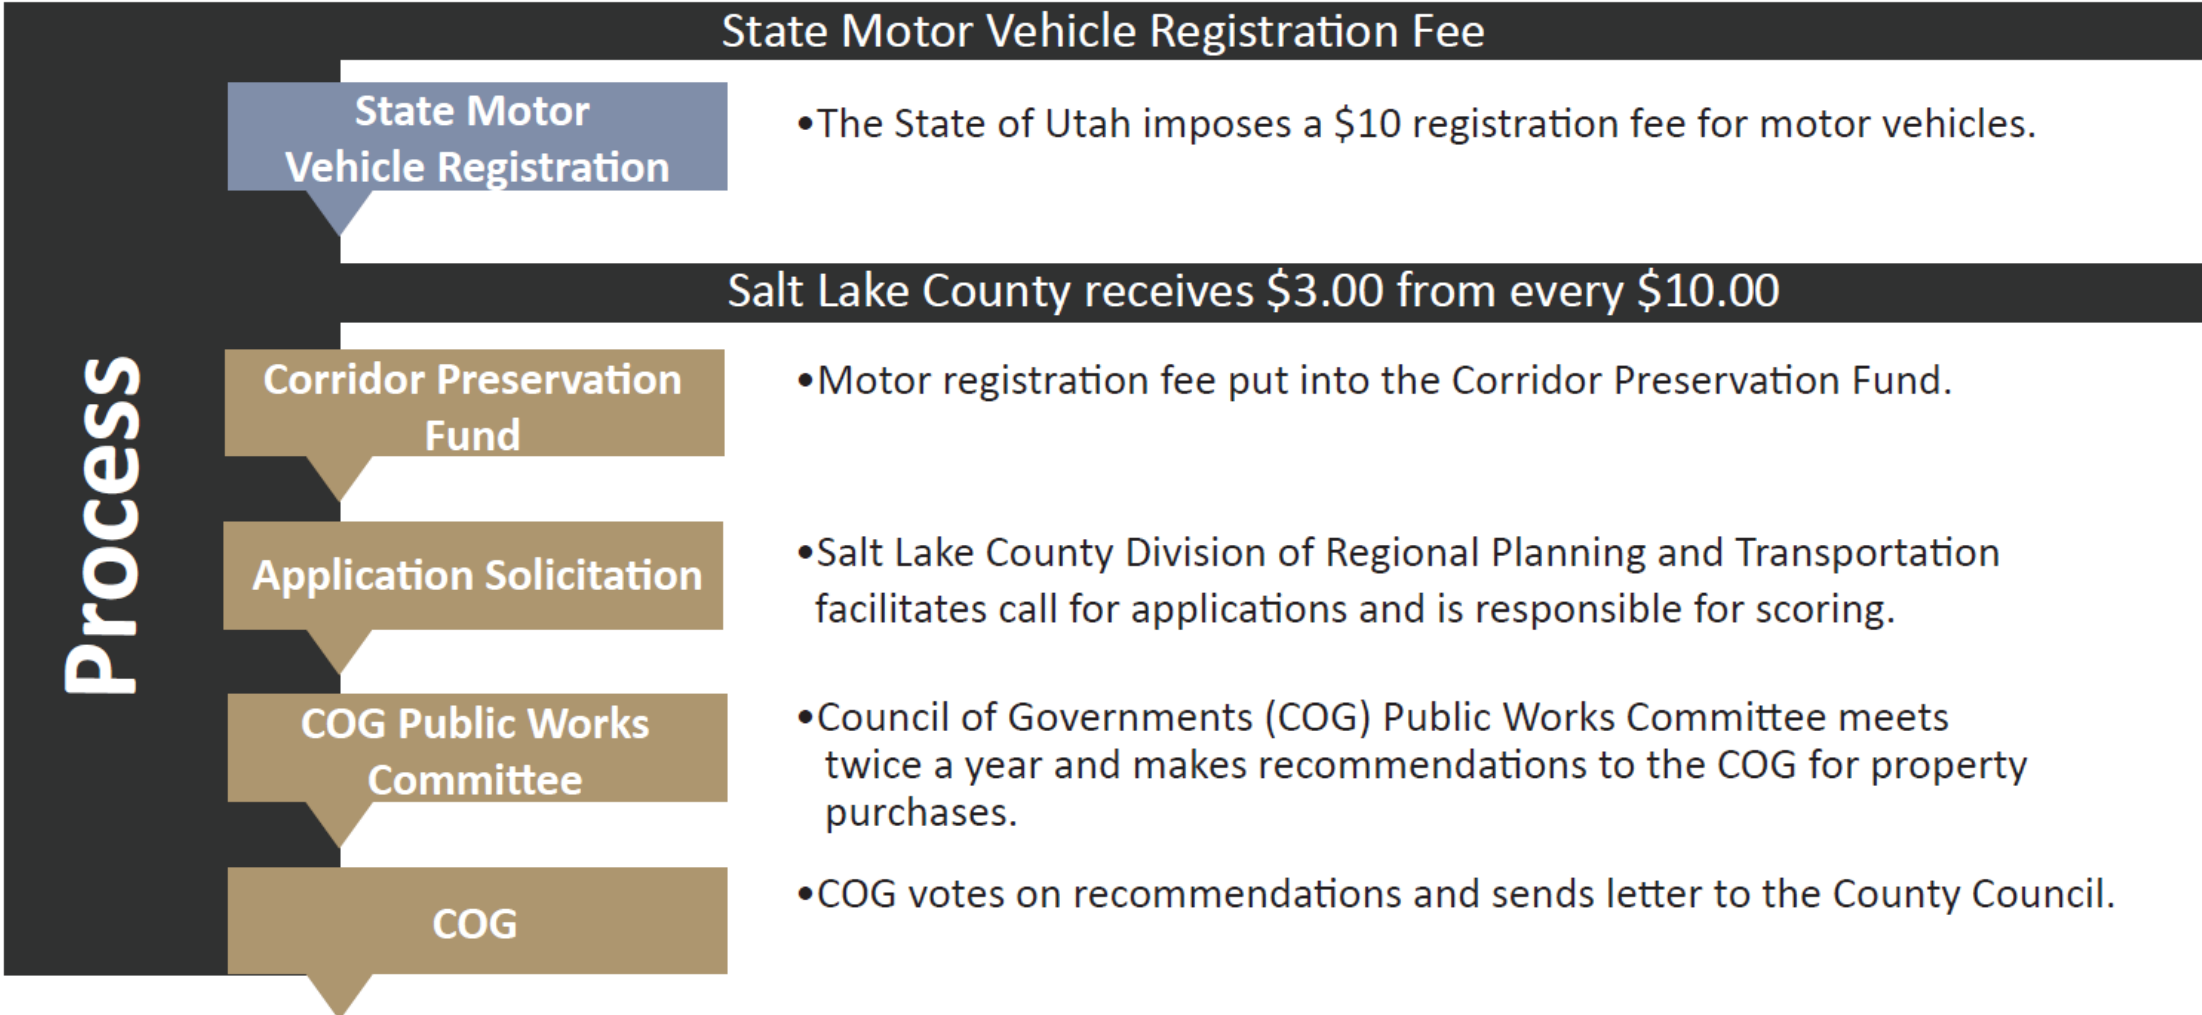 State Motor Vehicle Registration Fee
State Motor
Vehicle Registration
•The State of Utah imposes a $10 registration fee for motor vehicles.
Salt Lake County receives $3.00 from every $10.00
Process
Corridor Preservation
Fund
•Motor registration fee put into the Corridor Preservation Fund.
Application Solicitation
•Salt Lake County Division of Regional Planning and Transportation
facilitates call for applications and is responsible for scoring.
COG Public Works
Committee
•Council of Governments (COG) Public Works Committee meets
twice a year and makes recommendations to the COG for property
purchases.
COG
•COG votes on recommendations and sends letter to the County Council.